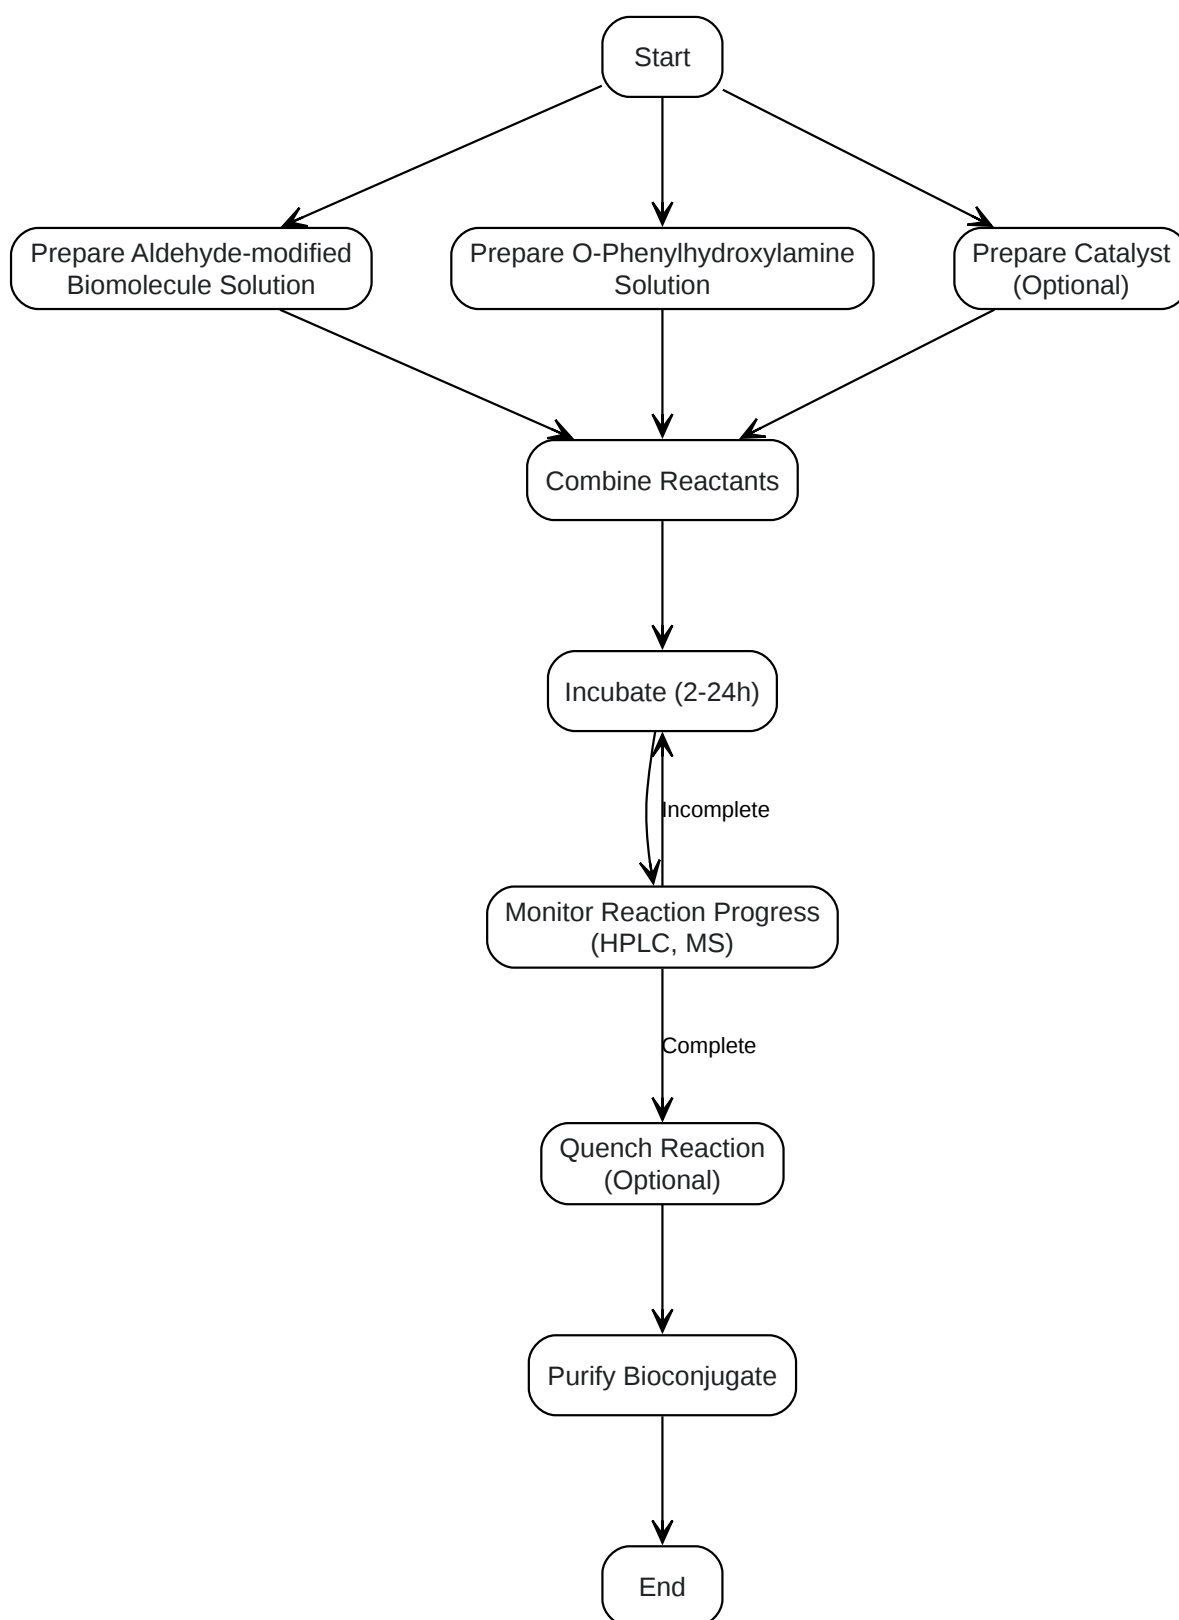 Start
Prepare Aldehyde-modified
Biomolecule Solution
Prepare O-Phenylhydroxylamine
Solution
Prepare Catalyst
(Optional)
Combine Reactants
Incubate (2-24h)
Incomplete
Monitor Reaction Progress
(HPLC, MS)
Complete
Quench Reaction
(Optional)
Purify Bioconjugate
End